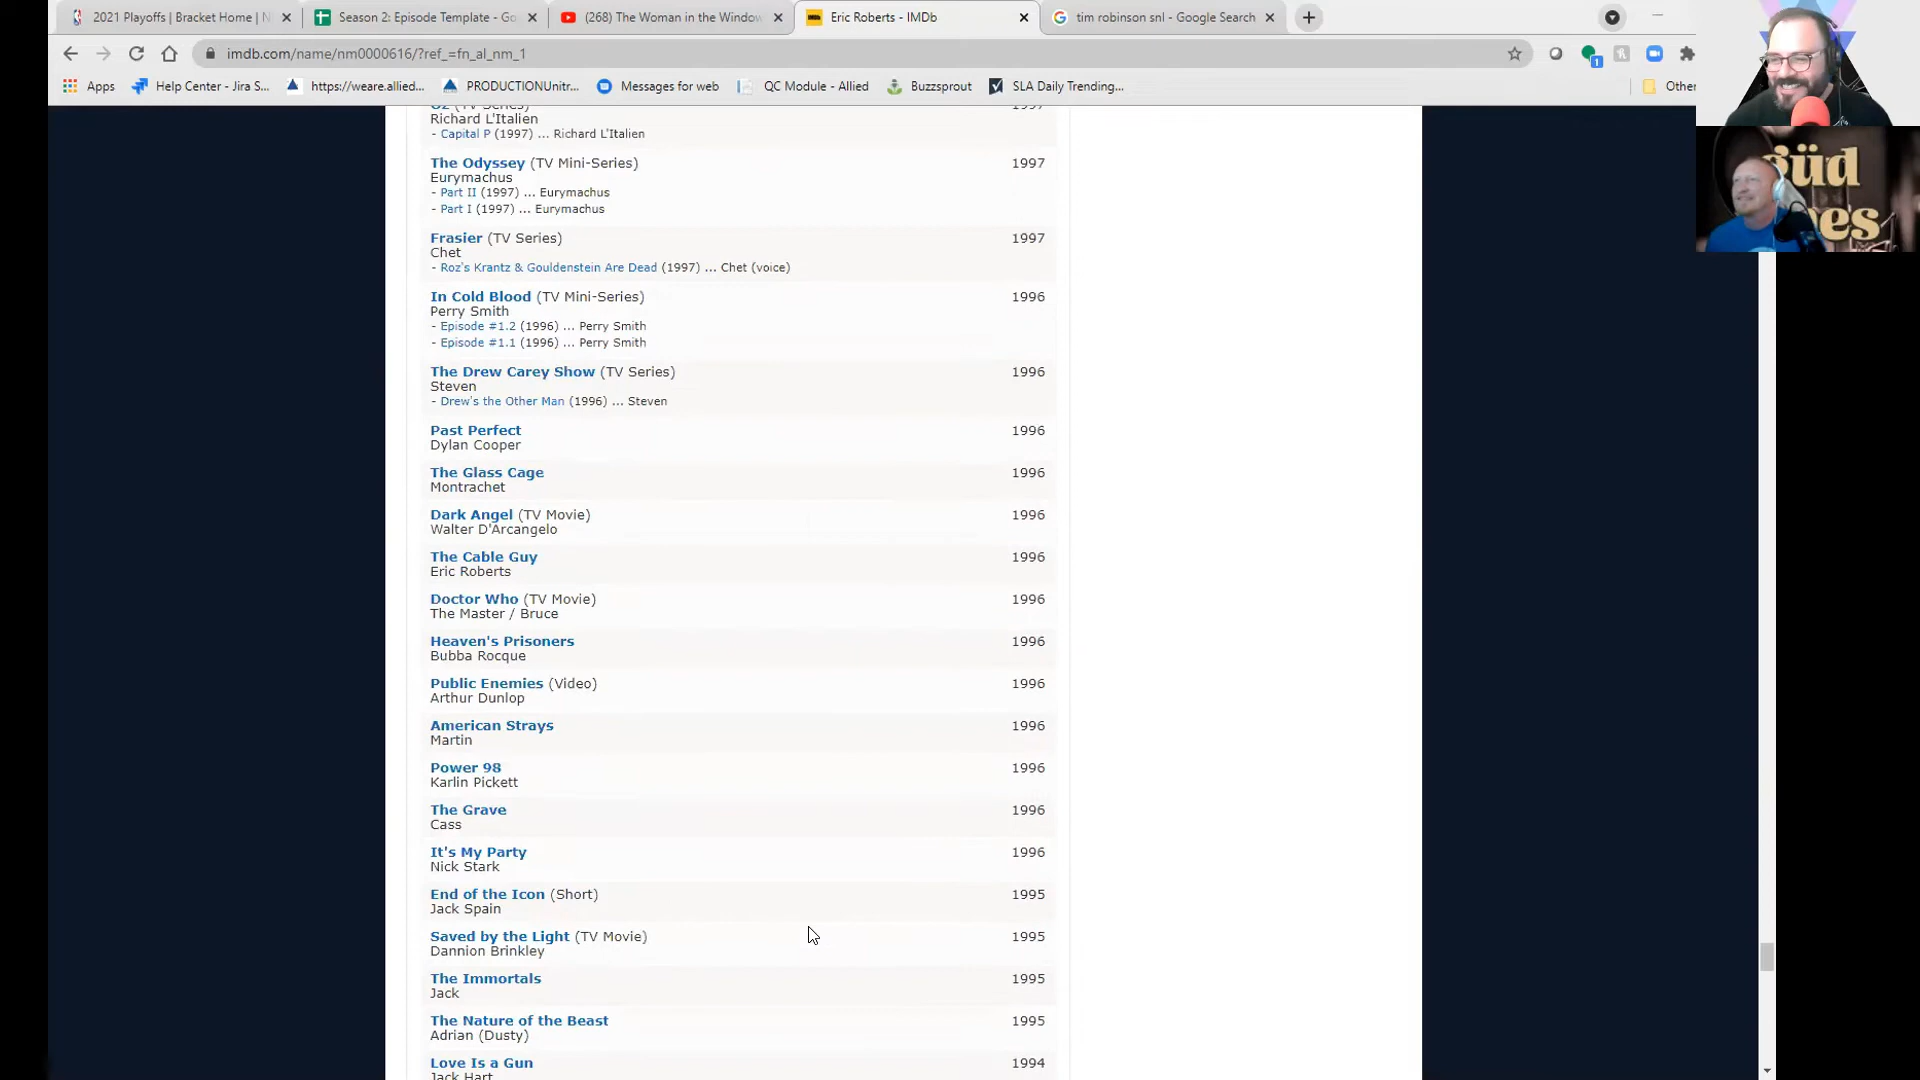 2021 Playoffs | Bracket Home | N
Season 2: Episode Template - Go
(268) The Woman in the Window
Eric Roberts - IMDb
tim robinson snl - Google Search
imdb.com/name/nm0000616/?ref_=fn_al_nm_1
1
Apps
Help Center - Jira S...
https://weare.allied...
PRODUCTIONUnitr...
Messages for web
QC Module - Allied
Buzzsprout
SLA Daily Trending...
Other
Oz (TV Series) 1997
Richard L'Italien
- Capital P (1997) ... Richard L'Italien
The Odyssey (TV Mini-Series) 1997
Eurymachus
- Part II (1997) ... Eurymachus
- Part I (1997) ... Eurymachus
Frasier (TV Series) 1997
Chet
- Roz's Krantz & Gouldenstein Are Dead (1997) ... Chet (voice)
In Cold Blood (TV Mini-Series) 1996
Perry Smith
- Episode #1.2 (1996) ... Perry Smith
- Episode #1.1 (1996) ... Perry Smith
The Drew Carey Show (TV Series) 1996
Steven
- Drew's the Other Man (1996) ... Steven
Past Perfect 1996
Dylan Cooper
The Glass Cage 1996
Montrachet
Dark Angel (TV Movie) 1996
Walter D'Arcangelo
The Cable Guy 1996
Eric Roberts
Doctor Who (TV Movie) 1996
The Master / Bruce
Heaven's Prisoners 1996
Bubba Rocque
Public Enemies (Video) 1996
Arthur Dunlop
American Strays 1996
Martin
Power 98 1996
Karlin Pickett
The Grave 1996
Cass
It's My Party 1996
Nick Stark
End of the Icon (Short) 1995
Jack Spain
Saved by the Light (TV Movie) 1995
Dannion Brinkley
The Immortals 1995
Jack
The Nature of the Beast 1995
Adrian (Dusty)
Love Is a Gun 1994
Jack Hart
güd